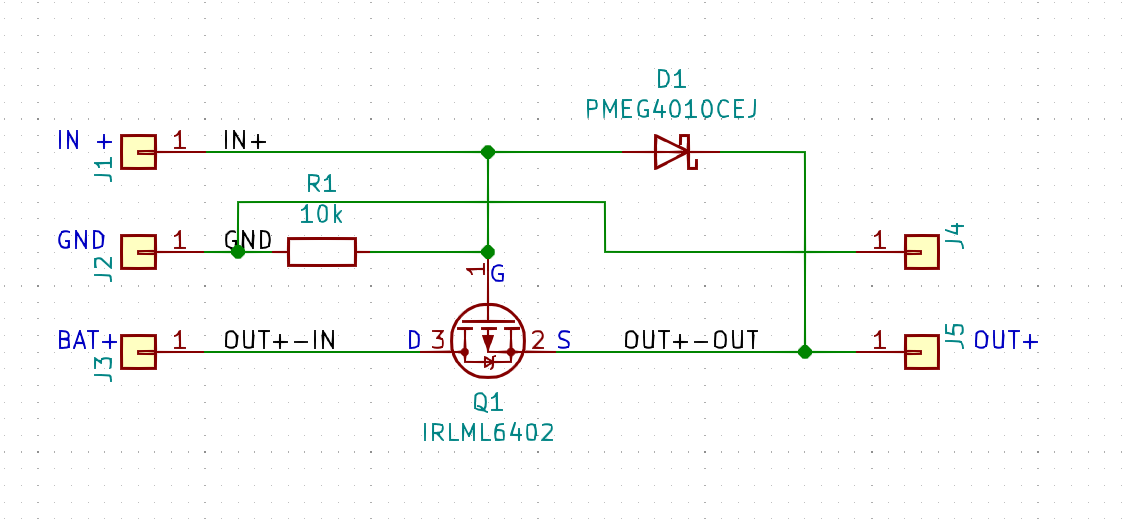 D1
PMEG4010CEJ
IN +
1
IN+
J1
R1
10k
GND
1
GND
J2
1
J4
1
G
BAT+
1
OUT+-IN
D
3
2
S
OUT+-OUT
1
J5
OUT+
J3
Q1
IRLML6402